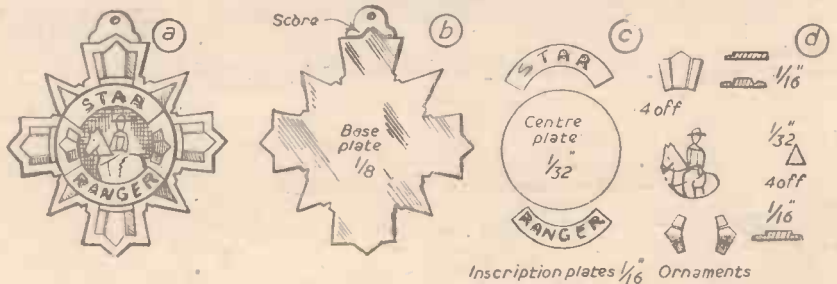 a
STAR
RANGER
Score
b
Base
plate
1/8
c
STAR
Centre
plate
1/32"
RANGER
Inscription plates 1/16"
d
4 off
1/16"
1/32"
4 off
1/16"
Ornaments